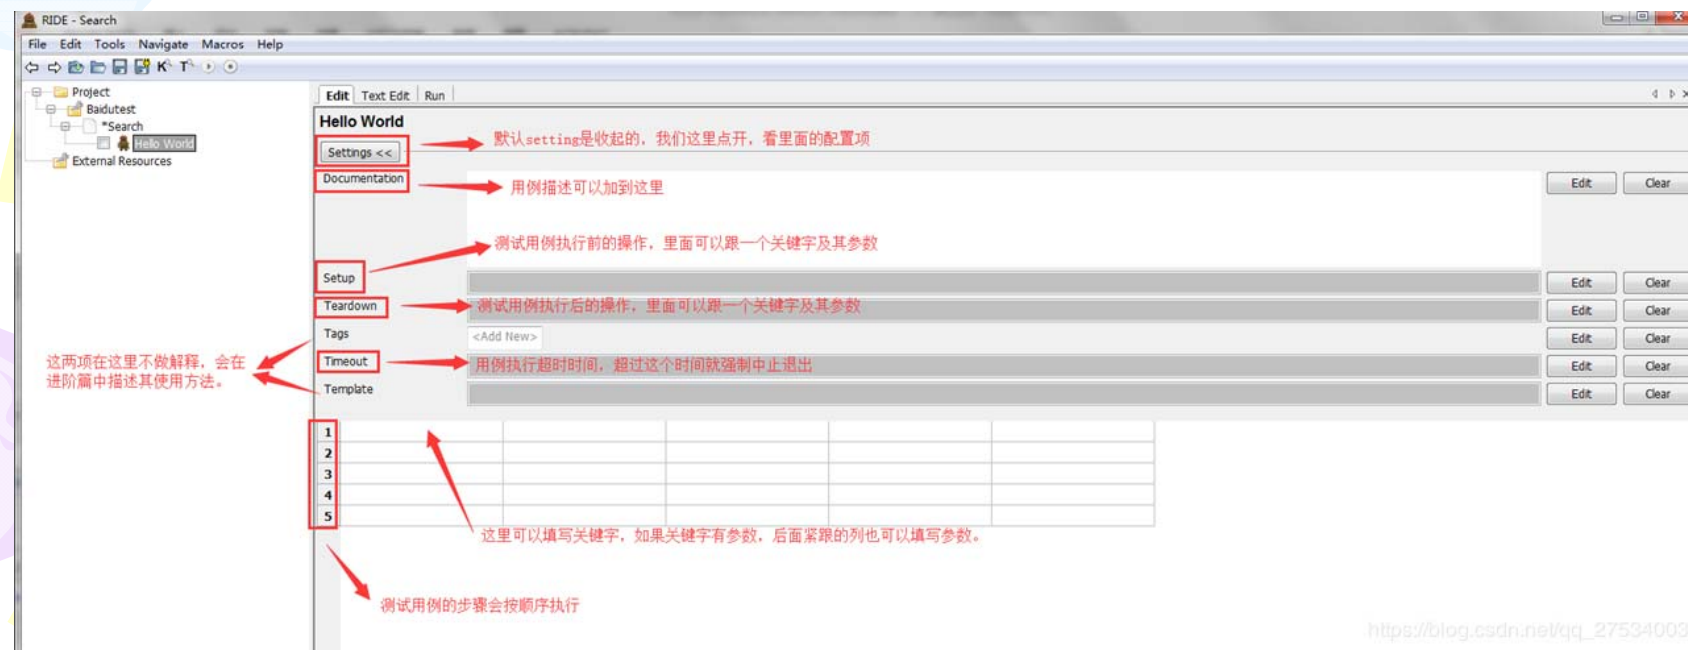 RIDE - Search
File Edit Tools Navigate Macros Help
Project
Baidutest
*Search
Hello World
External Resources
Edit Text Edit Run
Hello World
Settings <<
默认setting是收起的，我们这里点开，看里面的配置项
Documentation
用例描述可以加到这里
Edit Clear
测试用例执行前的操作，里面可以跟一个关键字及其参数
Setup
Edit Clear
Teardown
测试用例执行后的操作，里面可以跟一个关键字及其参数
Edit Clear
Tags
<Add New>
Edit Clear
Timeout
用例执行超时时间，超过这个时间就强制中止退出
Edit Clear
Template
Edit Clear
这两项在这里不做解释，会在
进阶篇中描述其使用方法。
1
2
3
4
5
这里可以填写关键字，如果关键字有参数，后面紧跟的列也可以填写参数。
测试用例的步骤会按顺序执行
https://blog.csdn.net/qq_27534003